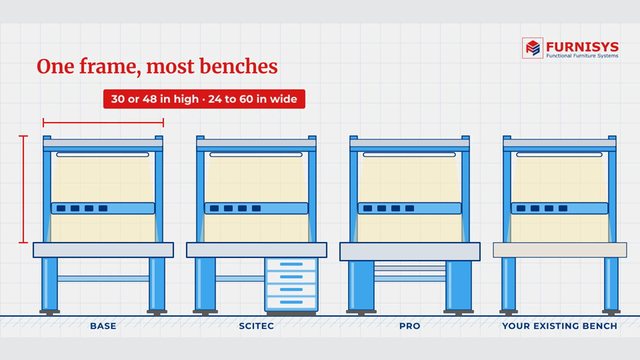 FURNISYS
Functional Furniture Systems
One frame, most benches
30 or 48 in high · 24 to 60 in wide
BASE
SCITEC
PRO
YOUR EXISTING BENCH